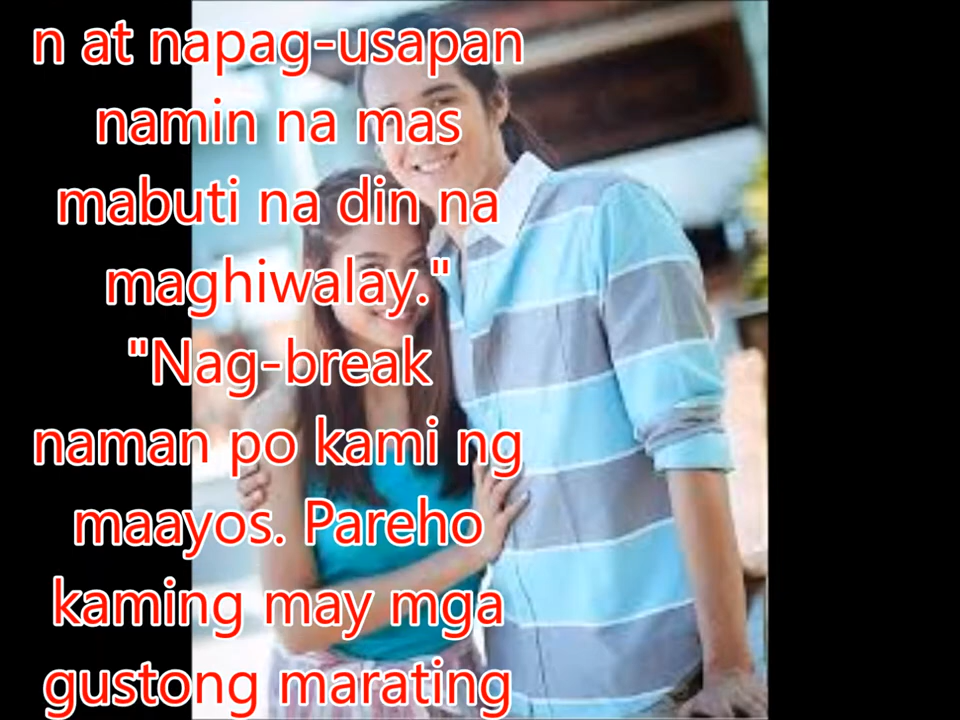 n at napag-usapan
namin na mas
mabuti na din na
maghiwalay."
"Nag-break
naman po kami ng
maayos. Pareho
kaming may mga
gustong marating